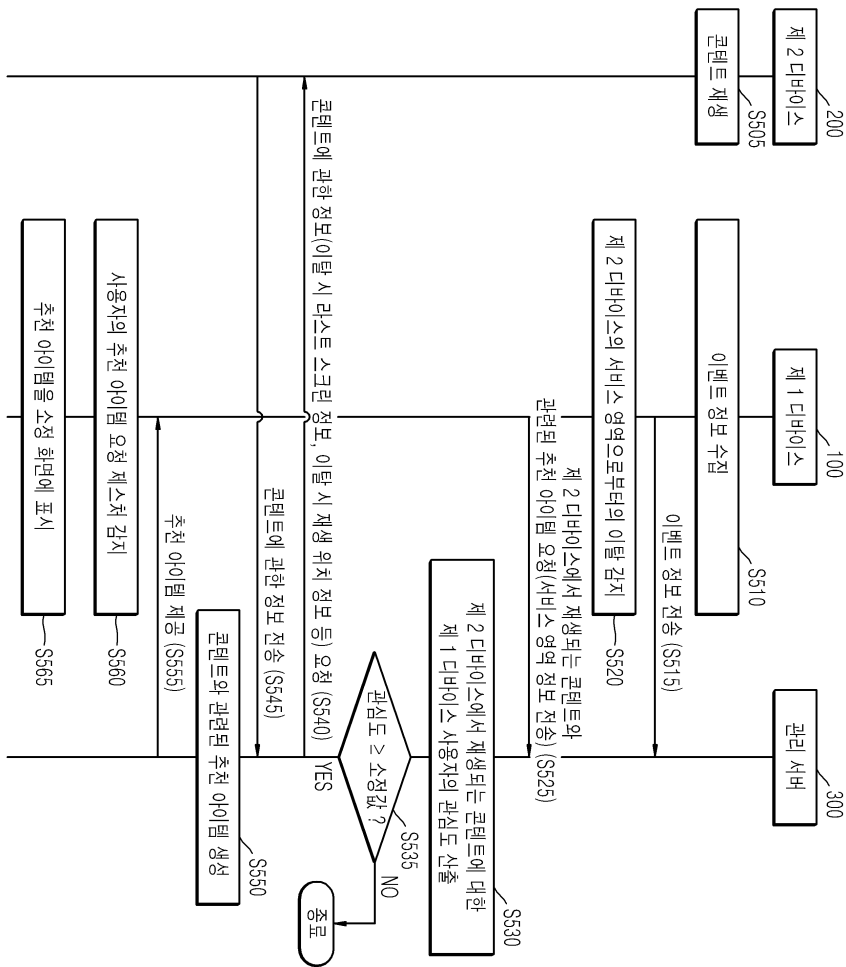 제 2 디바이스
200
제 1 디바이스
100
관리 서버
300
콘텐트 재생
S505
이벤트 정보 수집
S510
이벤트 정보 전송 (S515)
제 2 디바이스의 서비스 영역으로부터의 이탈 감지
S520
제 2 디바이스에서 재생되는 콘텐트와
관련된 추천 아이템 요청(서비스 영역 정보 전송) (S525)
제 2 디바이스에서 재생되는 콘텐트에 대한
제 1 디바이스 사용자의 관심도 산출
S530
관심도 ≥ 소정값 ?
S535
NO
종료
YES
콘텐트에 관한 정보(이탈 시 라스트 스크린 정보, 이탈 시 재생 위치 정보 등) 요청 (S540)
콘텐트에 관한 정보 전송 (S545)
콘텐트와 관련된 추천 아이템 생성
S550
추천 아이템 제공 (S555)
사용자의 추천 아이템 요청 제스처 감지
S560
추천 아이템을 소정 화면에 표시
S565